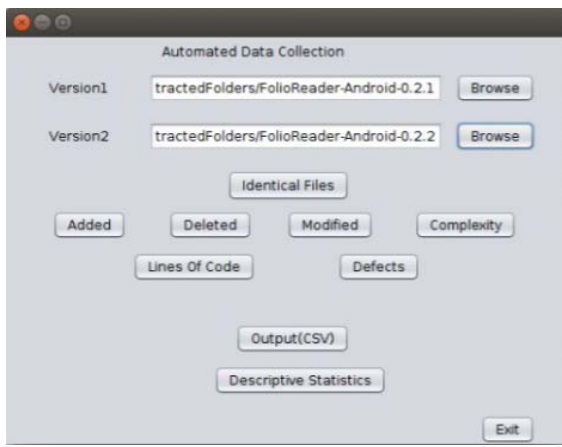 Automated Data Collection
Version1 tractedFolders/FolioReader-Android-0.2.1 Browse
Version2 tractedFolders/FolioReader-Android-0.2.2 Browse
Identical Files
Added Deleted Modified Complexity
Lines Of Code Defects
Output(CSV)
Descriptive Statistics
Exit